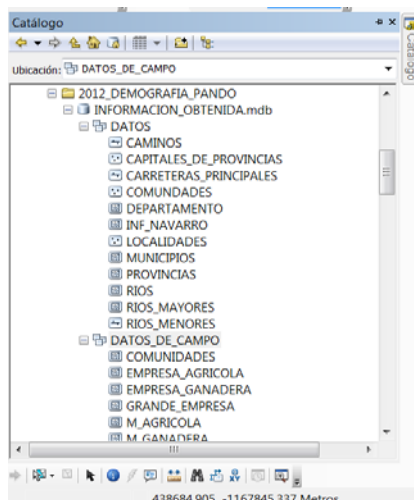 Catálogo
Ubicación: DATOS_DE_CAMPO
2012_DEMOGRAFIA_PANDO
INFORMACION_OBTENIDA.mdb
DATOS
CAMINOS
CAPITALES_DE_PROVINCIAS
CARRETERAS_PRINCIPALES
COMUNDADES
DEPARTAMENTO
INF_NAVARRO
LOCALIDADES
MUNICIPIOS
PROVINCIAS
RIOS
RIOS_MAYORES
RIOS_MENORES
DATOS_DE_CAMPO
COMUNIDADES
EMPRESA_AGRICOLA
EMPRESA_GANADERA
GRANDE_EMPRESA
M_AGRICOLA
M_GANADERA
438684,905 -1167845,337 Metros
Catálogo